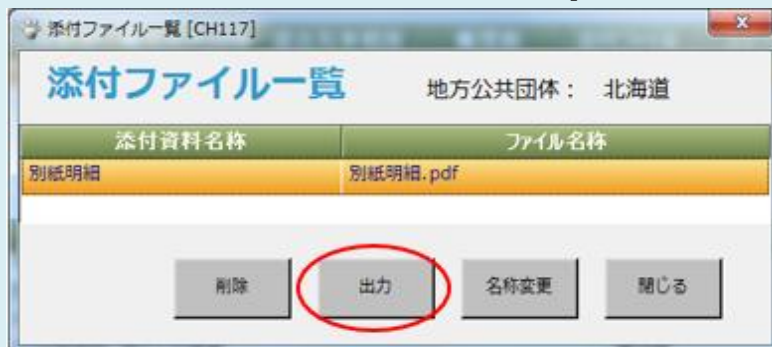 添付ファイル一覧 [CH117]
添付ファイル一覧 地方公共団体： 北海道
添付資料名称 ファイル名称
別紙明細 別紙明細.pdf
削除 出力 名称変更 閉じる